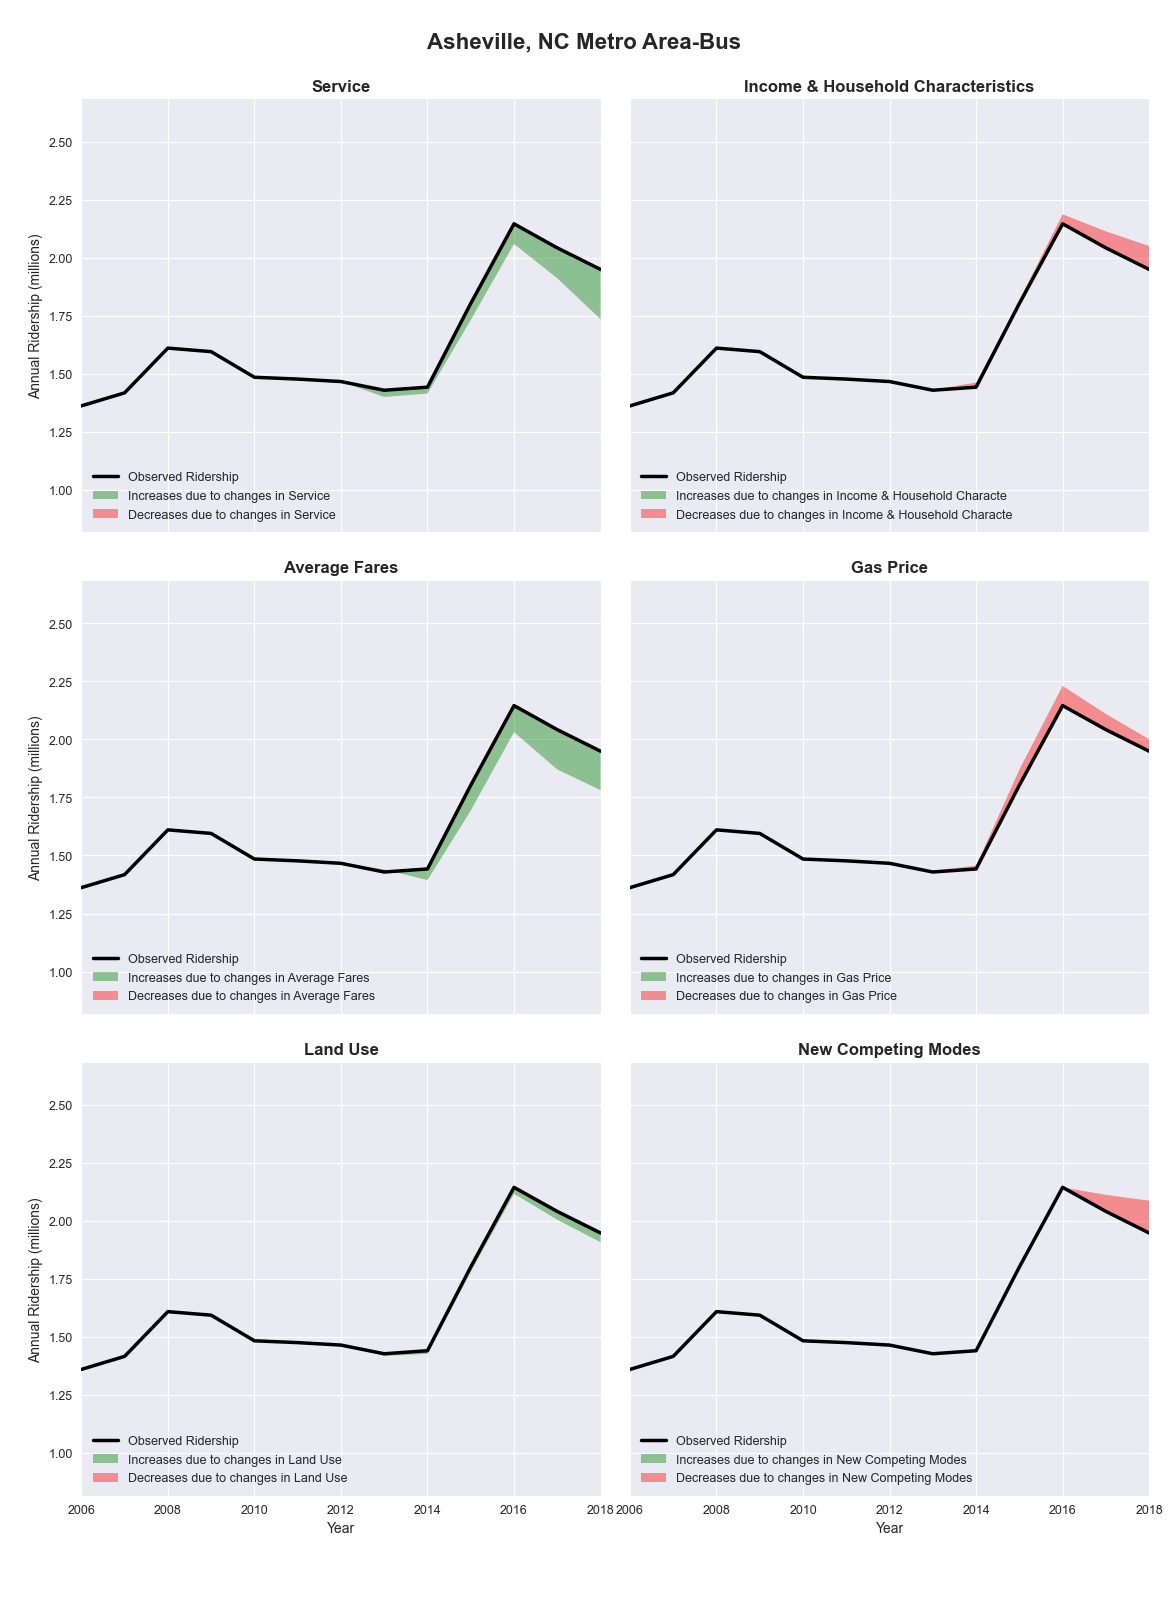 Asheville, NC Metro Area-Bus
Service
Income & Household Characteristics
2.50
2.25
2.00
1.75
1.50
1.25
1.00
Annual Ridership (millions)
Observed Ridership
Increases due to changes in Service
Decreases due to changes in Service
Observed Ridership
Increases due to changes in Income & Household Characte
Decreases due to changes in Income & Household Characte
Average Fares
Gas Price
2.50
2.25
2.00
1.75
1.50
1.25
1.00
Annual Ridership (millions)
Observed Ridership
Increases due to changes in Average Fares
Decreases due to changes in Average Fares
Observed Ridership
Increases due to changes in Gas Price
Decreases due to changes in Gas Price
Land Use
New Competing Modes
2.50
2.25
2.00
1.75
1.50
1.25
1.00
Annual Ridership (millions)
Observed Ridership
Increases due to changes in Land Use
Decreases due to changes in Land Use
Observed Ridership
Increases due to changes in New Competing Modes
Decreases due to changes in New Competing Modes
2006 2008 2010 2012 2014 2016 2018
2006 2008 2010 2012 2014 2016 2018
Year
Year